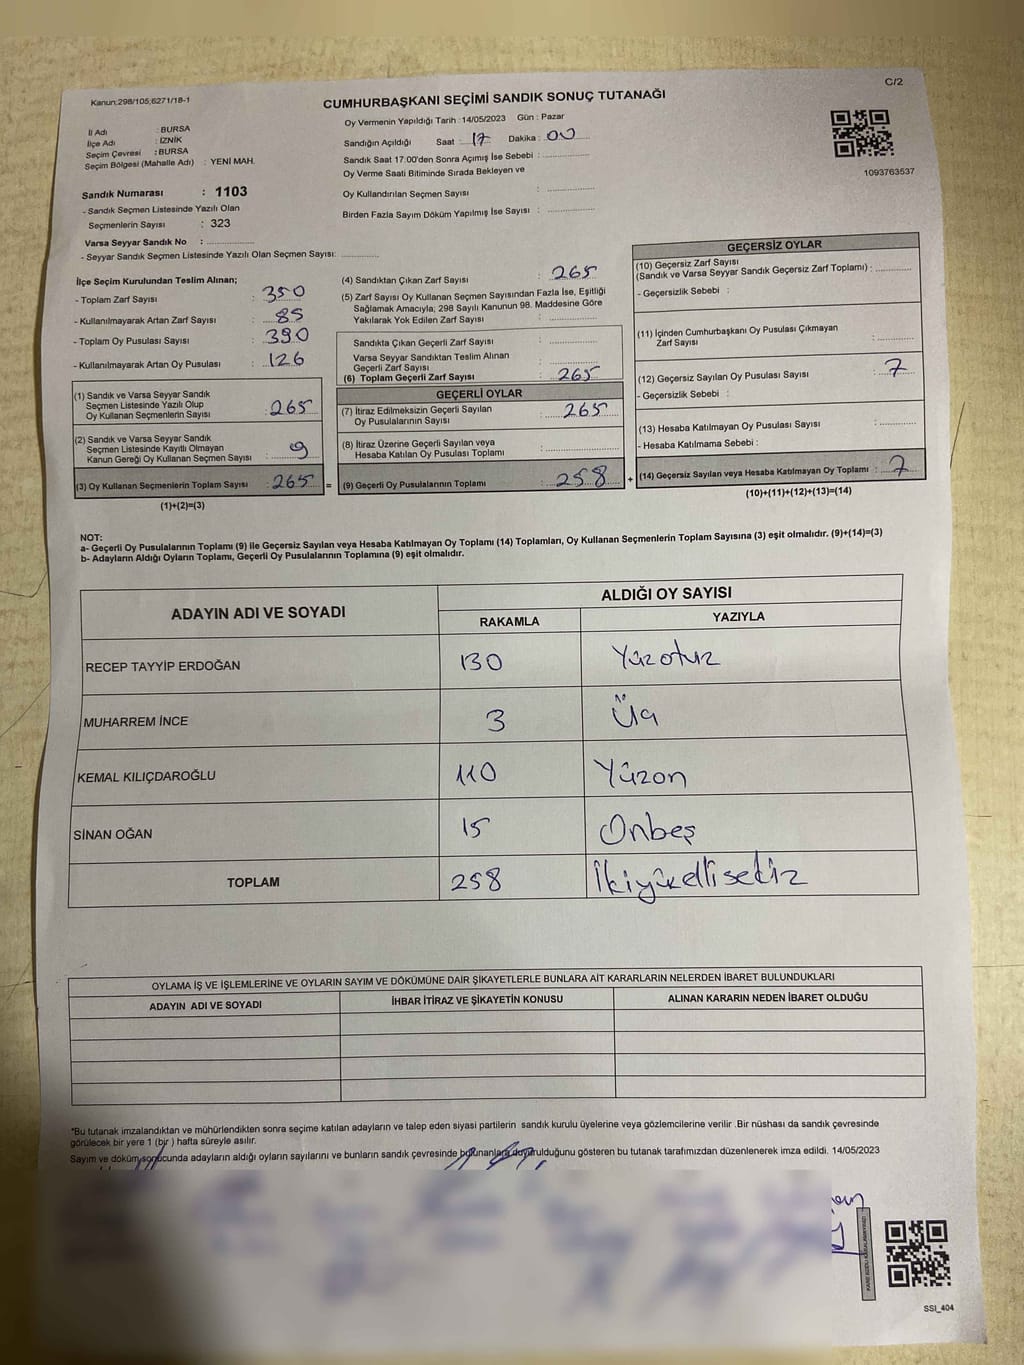 C/2
Kanun:298/105;6271/18-1
CUMHURBAŞKANI SEÇİMİ SANDIK SONUÇ TUTANAĞI
Oy Vermenin Yapıldığı Tarih : 14/05/2023 Gün : Pazar
İl Adı : BURSA
İlçe Adı : İZNİK
Seçim Çevresi : BURSA
Seçim Bölgesi (Mahalle Adı) : YENİ MAH.
Sandığın Açıldığı Saat : 17 Dakika : 00
Sandık Saat 17:00'den Sonra Açımış İse Sebebi :
Oy Verme Saati Bitiminde Sırada Bekleyen ve
Oy Kullandırılan Seçmen Sayısı :
Birden Fazla Sayım Döküm Yapılmış İse Sayısı :
1093763537
Sandık Numarası : 1103
- Sandık Seçmen Listesinde Yazılı Olan
Seçmenlerin Sayısı : 323
Varsa Seyyar Sandık No :
- Seyyar Sandık Seçmen Listesinde Yazılı Olan Seçmen Sayısı:
İlçe Seçim Kurulundan Teslim Alınan;
- Toplam Zarf Sayısı : 350
- Kullanılmayarak Artan Zarf Sayısı : 85
- Toplam Oy Pusulası Sayısı : 390
- Kullanılmayarak Artan Oy Pusulası : 126
(1) Sandık ve Varsa Seyyar Sandık
Seçmen Listesinde Yazılı Olup
Oy Kullanan Seçmenlerin Sayısı : 265
(2) Sandık ve Varsa Seyyar Sandık
Seçmen Listesinde Kayıtlı Olmayan
Kanun Gereği Oy Kullanan Seçmen Sayısı :
(3) Oy Kullanan Seçmenlerin Toplam Sayısı : 265 =
(1)+(2)=(3)
(4) Sandıktan Çıkan Zarf Sayısı : 265
(5) Zarf Sayısı Oy Kullanan Seçmen Sayısından Fazla İse, Eşitliği
Sağlamak Amacıyla; 298 Sayılı Kanunun 98. Maddesine Göre
Yakılarak Yok Edilen Zarf Sayısı :
Sandıkta Çıkan Geçerli Zarf Sayısı :
Varsa Seyyar Sandıktan Teslim Alınan
Geçerli Zarf Sayısı :
(6) Toplam Geçerli Zarf Sayısı : 265
GEÇERLİ OYLAR
(7) İtiraz Edilmeksizin Geçerli Sayılan
Oy Pusulalarının Sayısı : 265
(8) İtiraz Üzerine Geçerli Sayılan veya
Hesaba Katılan Oy Pusulası Toplamı :
(9) Geçerli Oy Pusulalarının Toplamı : 258 +
GEÇERSİZ OYLAR
(10) Geçersiz Zarf Sayısı
(Sandık ve Varsa Seyyar Sandık Geçersiz Zarf Toplamı) :
- Geçersizlik Sebebi :
(11) İçinden Cumhurbaşkanı Oy Pusulası Çıkmayan
Zarf Sayısı :
(12) Geçersiz Sayılan Oy Pusulası Sayısı : 7
- Geçersizlik Sebebi :
(13) Hesaba Katılmayan Oy Pusulası Sayısı :
- Hesaba Katılmama Sebebi :
(14) Geçersiz Sayılan veya Hesaba Katılmayan Oy Toplamı : 7
(10)+(11)+(12)+(13)=(14)
NOT:
a- Geçerli Oy Pusulalarının Toplamı (9) ile Geçersiz Sayılan veya Hesaba Katılmayan Oy Toplamı (14) Toplamları, Oy Kullanan Seçmenlerin Toplam Sayısına (3) eşit olmalıdır. (9)+(14)=(3)
b- Adayların Aldığı Oyların Toplamı, Geçerli Oy Pusulalarının Toplamına (9) eşit olmalıdır.
ADAYIN ADI VE SOYADI
ALDIĞI OY SAYISI
RAKAMLA YAZIYLA
RECEP TAYYİP ERDOĞAN 130 Yüzotuz
MUHARREM İNCE 3 Üç
KEMAL KILIÇDAROĞLU 110 Yüzon
SİNAN OĞAN 15 Onbeş
TOPLAM 258 İkiyüzellisekiz
OYLAMA İŞ VE İŞLEMLERİNE VE OYLARIN SAYIM VE DÖKÜMÜNE DAİR ŞİKAYETLERLE BUNLARA AİT KARARLARIN NELERDEN İBARET BULUNDUKLARI
ADAYIN ADI VE SOYADI İHBAR İTİRAZ VE ŞİKAYETİN KONUSU ALINAN KARARIN NEDEN İBARET OLDUĞU
*Bu tutanak imzalandıktan ve mühürlendikten sonra seçime katılan adayların ve talep eden siyasi partilerin sandık kurulu üyelerine veya gözlemcilerine verilir .Bir nüshası da sandık çevresinde
görülecek bir yere 1 (bir ) hafta süreyle asılır.
Sayım ve döküm sonucunda adayların aldığı oyların sayılarını ve bunların sandık çevresinde bulunanlara duyurulduğunu gösteren bu tutanak tarafımızdan düzenlenerek imza edildi. 14/05/2023
SSI_404